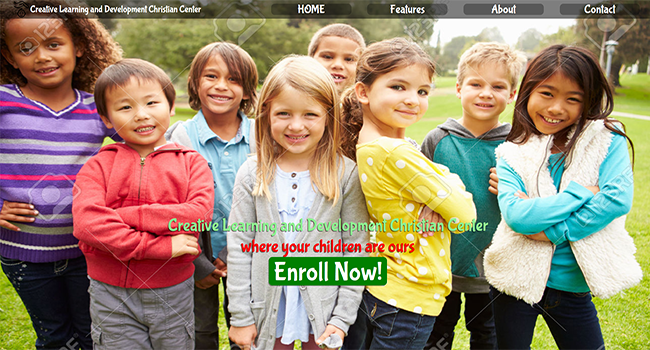 Creative Learning and Development Christian Center HOME Features About Contact
Creative Learning and Development Christian Center
where your children are ours
Enroll Now!